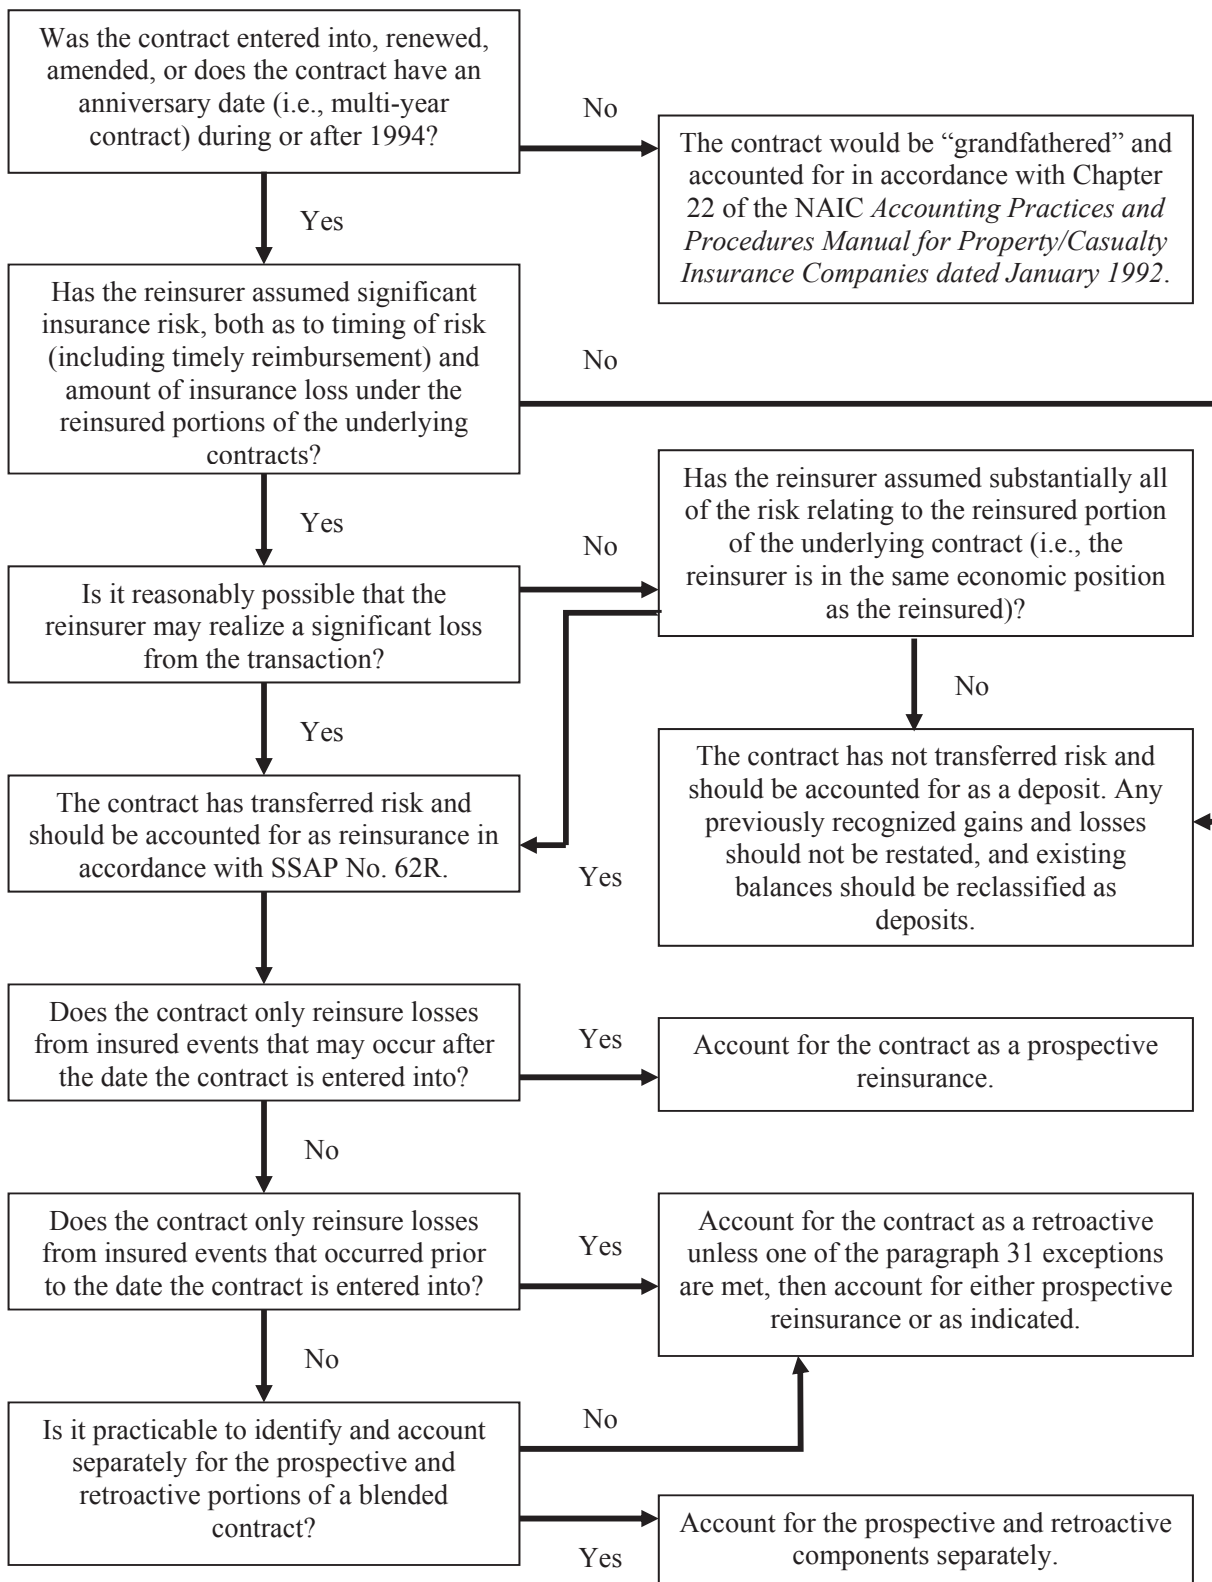 Was the contract entered into, renewed,
amended, or does the contract have an
anniversary date (i.e., multi-year
contract) during or after 1994?
No
The contract would be “grandfathered” and
accounted for in accordance with Chapter
22 of the NAIC Accounting Practices and
Procedures Manual for Property/Casualty
Insurance Companies dated January 1992.
Yes
Has the reinsurer assumed significant
insurance risk, both as to timing of risk
(including timely reimbursement) and
amount of insurance loss under the
reinsured portions of the underlying
contracts?
No
Yes
Has the reinsurer assumed substantially all
of the risk relating to the reinsured portion
of the underlying contract (i.e., the
reinsurer is in the same economic position
as the reinsured)?
No
Is it reasonably possible that the
reinsurer may realize a significant loss
from the transaction?
No
Yes
The contract has not transferred risk and
should be accounted for as a deposit. Any
previously recognized gains and losses
should not be restated, and existing
balances should be reclassified as
deposits.
The contract has transferred risk and
should be accounted for as reinsurance in
accordance with SSAP No. 62R.
Yes
Does the contract only reinsure losses
from insured events that may occur after
the date the contract is entered into?
Yes
Account for the contract as a prospective
reinsurance.
No
Does the contract only reinsure losses
from insured events that occurred prior
to the date the contract is entered into?
Yes
Account for the contract as a retroactive
unless one of the paragraph 31 exceptions
are met, then account for either prospective
reinsurance or as indicated.
No
Is it practicable to identify and account
separately for the prospective and
retroactive portions of a blended
contract?
No
Yes
Account for the prospective and retroactive
components separately.